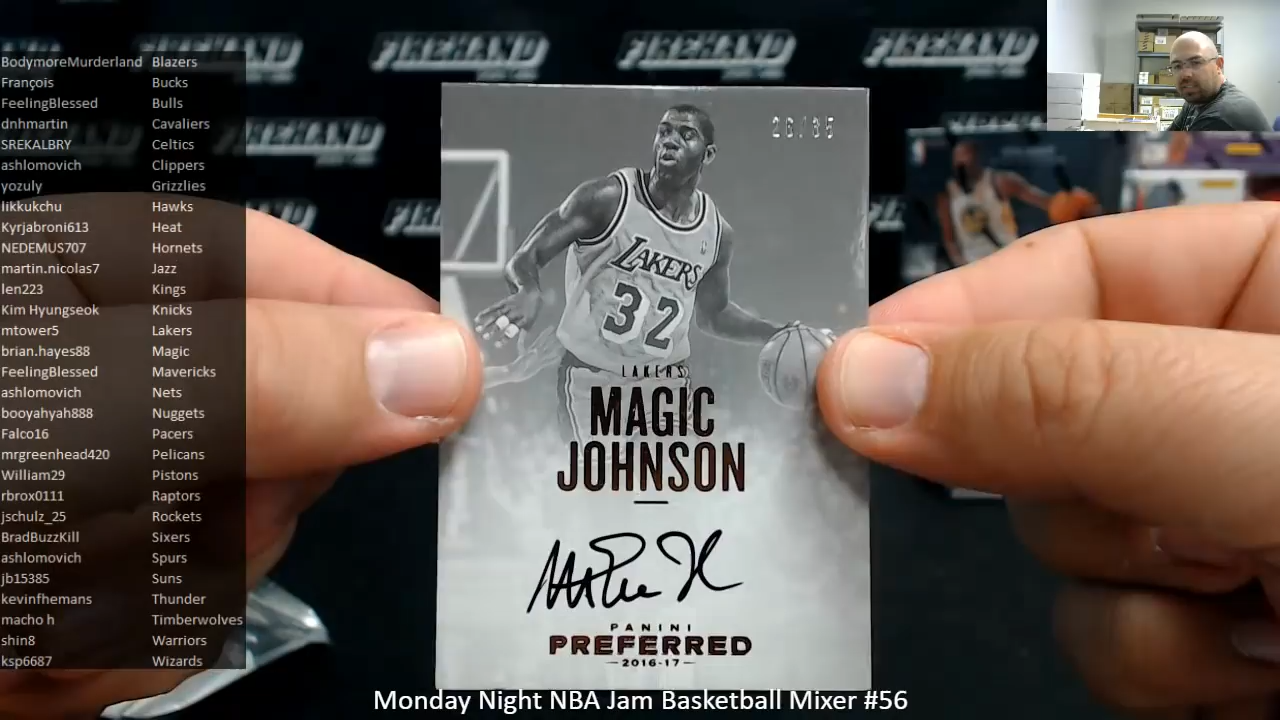 FIREHAND FIREHAND FIREHAND FIREHAND
BodymoreMurderland Blazers
François Bucks
FeelingBlessed Bulls
dnhmartin Cavaliers
SREKALBRY Celtics
ashlomovich Clippers
yozuly Grizzlies
likkukchu Hawks
Kyrjabroni613 Heat
NEDEMUS707 Hornets
martin.nicolas7 Jazz
len223 Kings
Kim Hyungseok Knicks
mtower5 Lakers
brian.hayes88 Magic
FeelingBlessed Mavericks
ashlomovich Nets
booyahyah888 Nuggets
Falco16 Pacers
mrgreenhead420 Pelicans
William29 Pistons
rbrox0111 Raptors
jschulz_25 Rockets
BradBuzzKill Sixers
ashlomovich Spurs
jb15385 Suns
kevinfhemans Thunder
macho h Timberwolves
shin8 Warriors
ksp6687 Wizards
LAKERS
32
LAKERS
MAGIC
JOHNSON
PANINI
PREFERRED
2016-17
Monday Night NBA Jam Basketball Mixer #56